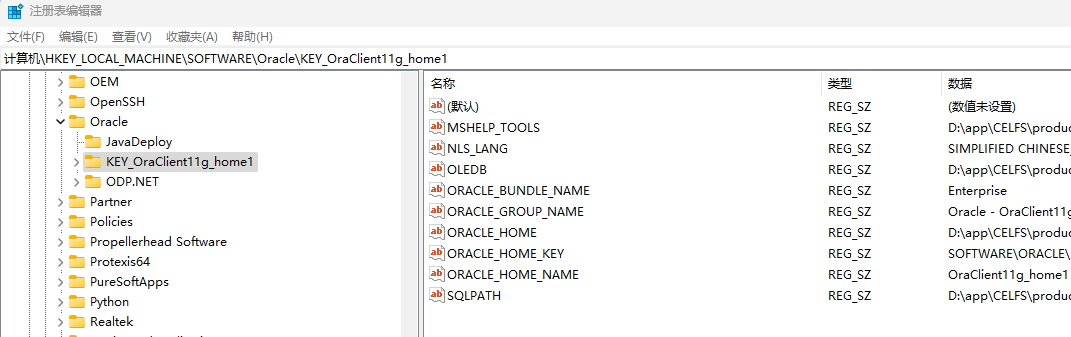 注册表编辑器
文件(F) 编辑(E) 查看(V) 收藏夹(A) 帮助(H)
计算机\HKEY_LOCAL_MACHINE\SOFTWARE\Oracle\KEY_OraClient11g_home1
OEM
OpenSSH
Oracle
JavaDeploy
KEY_OraClient11g_home1
ODP.NET
Partner
Policies
Propellerhead Software
Protexis64
PureSoftApps
Python
Realtek
名称 类型 数据
(默认) REG_SZ (数值未设置)
MSHELP_TOOLS REG_SZ D:\app\CELFS\produc
NLS_LANG REG_SZ SIMPLIFIED CHINESE_
OLEDB REG_SZ D:\app\CELFS\produc
ORACLE_BUNDLE_NAME REG_SZ Enterprise
ORACLE_GROUP_NAME REG_SZ Oracle - OraClient11g
ORACLE_HOME REG_SZ D:\app\CELFS\produc
ORACLE_HOME_KEY REG_SZ SOFTWARE\ORACLE\
ORACLE_HOME_NAME REG_SZ OraClient11g_home1
SQLPATH REG_SZ D:\app\CELFS\produc